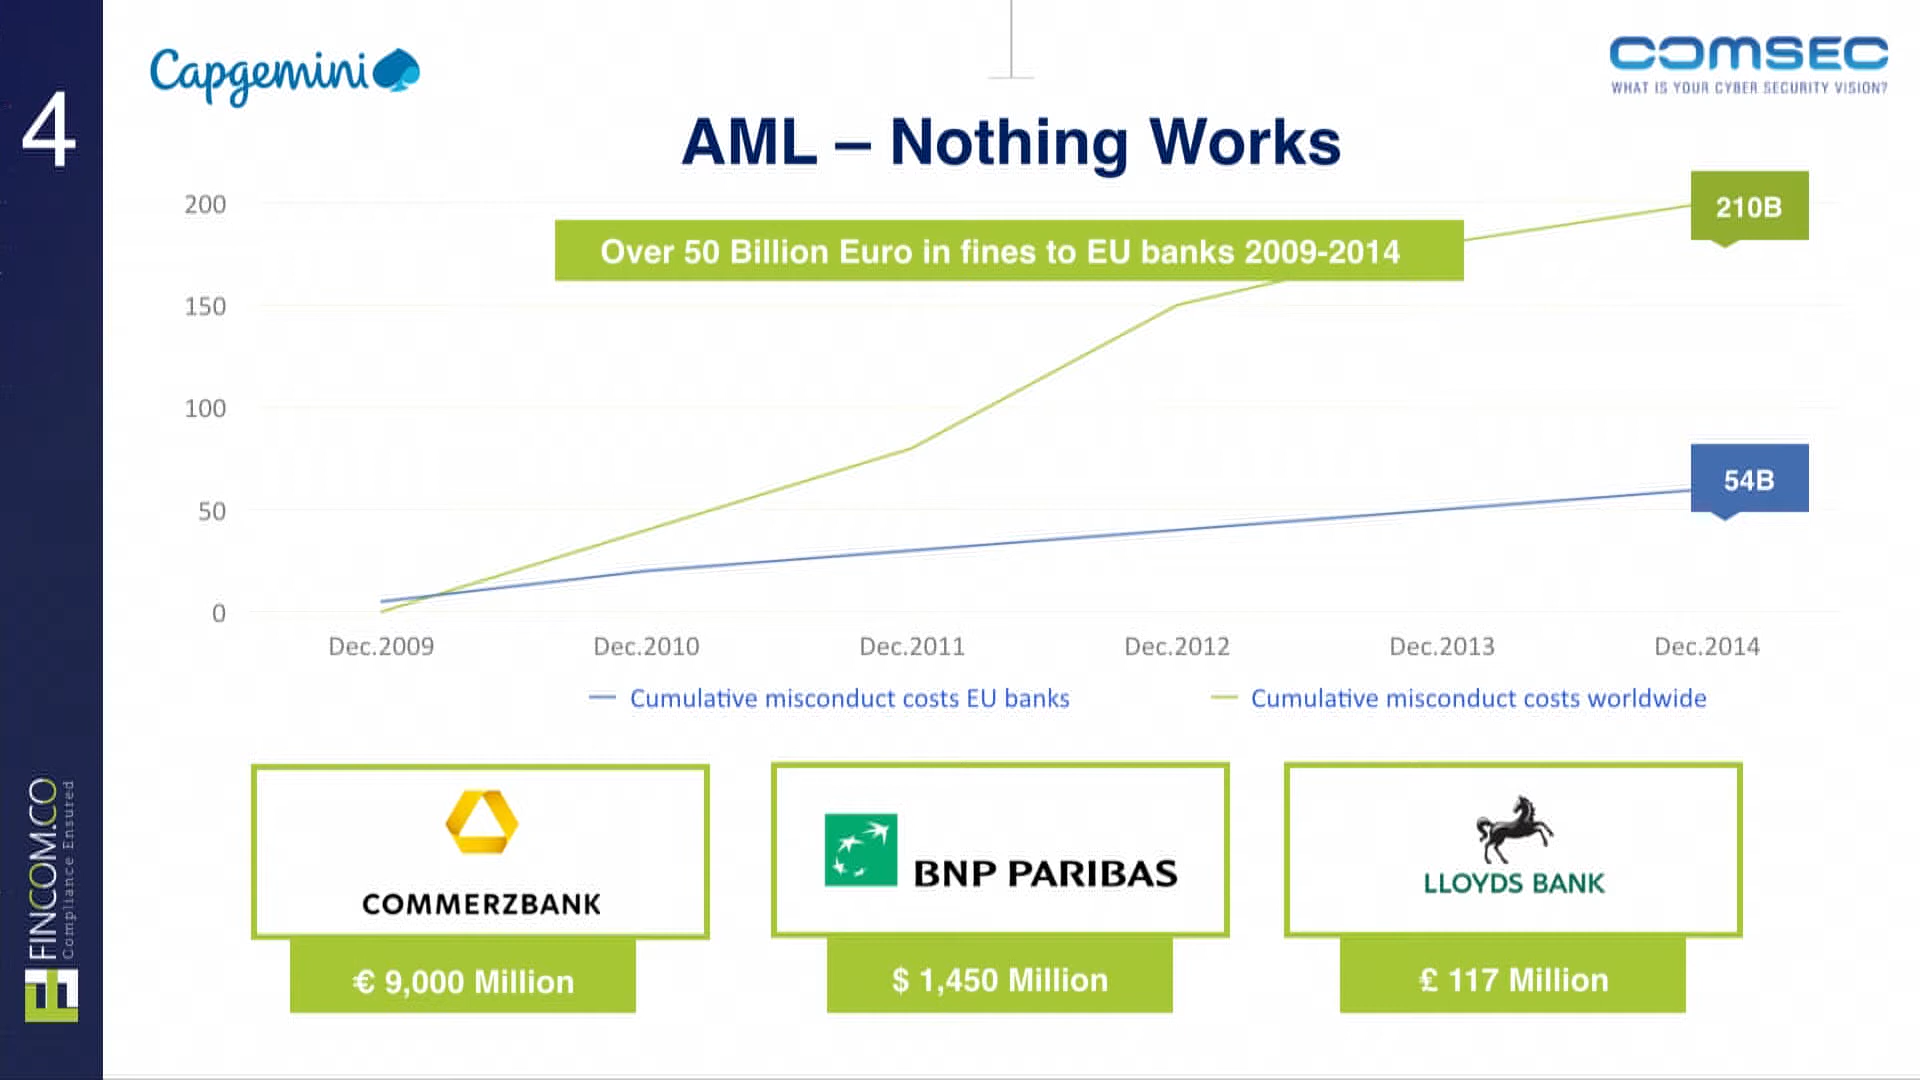 4
Capgemini
COMSEC
WHAT IS YOUR CYBER SECURITY VISION?
AML – Nothing Works
Over 50 Billion Euro in fines to EU banks 2009-2014
210B
54B
200
150
100
50
0
Dec.2009 Dec.2010 Dec.2011 Dec.2012 Dec.2013 Dec.2014
Cumulative misconduct costs EU banks
Cumulative misconduct costs worldwide
COMMERZBANK
€ 9,000 Million
BNP PARIBAS
$ 1,450 Million
LLOYDS BANK
£ 117 Million
FINCOM.CO
Compliance Ensured